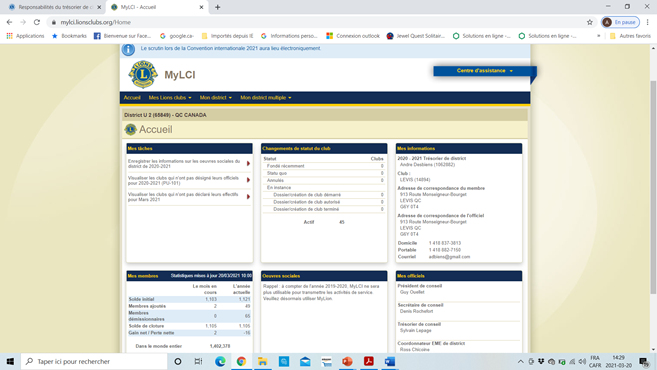 Responsabilités du trésorier de c
MyLCI - Accueil
mylci.lionsclubs.org/Home
En pause
Applications
Bookmarks
Bienvenue sur Face...
google.ca
Importés depuis IE
Informations perso...
Connexion outlook
Jewel Quest Solitair...
Solutions en ligne -...
Solutions en ligne -...
Autres favoris
Le scrutin lors de la Convention internationale 2021 aura lieu électroniquement.
MyLCI
Centre d'assistance
Accueil Mes Lions clubs Mon district Mon district multiple
District U 2 (65849) - QC CANADA
Accueil
Mes tâches
Enregistrer les informations sur les oeuvres sociales du
district de 2020-2021
Visualiser les clubs qui n'ont pas désigné leurs officiels
pour 2020-2021 (PU-101)
Visualiser les clubs qui n'ont pas déclaré leurs effectifs
pour Mars 2021
Changements de statut du club
Statut Clubs
Fondé récemment 0
Statu quo 0
Annulés 0
En instance
Dossier/création de club démarré 0
Dossier/création de club autorisé 0
Dossier/création de club terminé 0
Actif 45
Mes informations
2020 - 2021 Trésorier de district
Andre Desbiens
Club :
LEVIS
Adresse de correspondance du membre
913 Route Monseigneur-Bourget
LEVIS QC
G6Y 0T4
Adresse de correspondance de l'officiel
913 Route Monseigneur-Bourget
LEVIS QC
G6Y 0T4
Domicile 1 418 837-3813
Portable 1 418 682-7160
Courriel adbiens@gmail.com
Mes membres Statistiques mises à jour 20/03/2021 10:00
Le mois en cours L'année actuelle
Solde initial 1,103 1,121
Membres ajoutés 2 49
Membres démissionnaires 0 65
Solde de clôture 1,105 1,105
Gain net / Perte nette 2 -16
Dans le monde entier 1,402,378
Oeuvres sociales
Rappel : à compter de l'année 2019-2020, MyLCI ne sera
plus utilisable pour transmettre les activités de service
Veuillez désormais utiliser MyLion.
Mes officiels
Président de conseil
Guy Ouellet
Secrétaire de conseil
Denis Rochefort
Trésorier de conseil
Sylvain Lepage
Coordinateur EME de district
Ross Chicoine
Taper ici pour rechercher
FRA
CAFR
14:29
2021-03-20